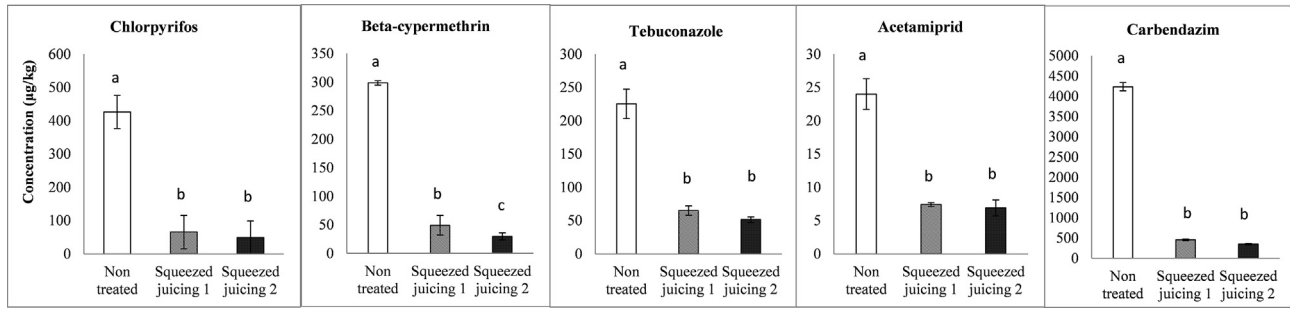 Chlorpyrifos
Concentration (µg/kg)
600
500
400
300
200
100
0
a
b
b
Non
treated
Squeezed
juicing 1
Squeezed
juicing 2
Beta-cypermethrin
350
300
250
200
150
100
50
0
a
b
c
Non
treated
Squeezed
juicing 1
Squeezed
juicing 2
Tebuconazole
300
250
200
150
100
50
0
a
b
b
Non
treated
Squeezed
juicing 1
Squeezed
juicing 2
Acetamiprid
30
25
20
15
10
5
0
a
b
b
Non
treated
Squeezed
juicing 1
Squeezed
juicing 2
Carbendazim
5000
4500
4000
3500
3000
2500
2000
1500
1000
500
0
a
b
b
Non
treated
Squeezed
juicing 1
Squeezed
juicing 2